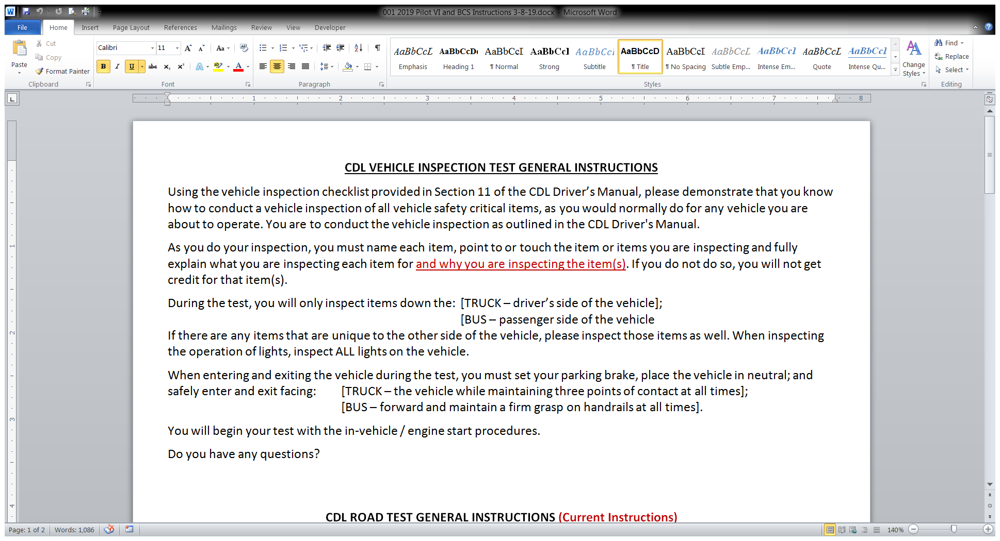 001 2019 Pilot VI and BCS Instructions 3-8-19.docx - Microsoft Word
File Home Insert Page Layout References Mailings Review View Developer
Paste
Cut
Copy
Format Painter
Clipboard
Calibri 11
Font
Paragraph
AaBbCcL AaBbCcDc AaBbCcI AaBbCcI AaBbCcI AaBbCcD AaBbCcI AaBbCcL AaBbCcI AaBbCcL AaBbCcI
Emphasis Heading 1 ¶ Normal Strong Subtitle ¶ Title ¶ No Spacing Subtle Emp... Intense Em... Quote Intense Qu...
Change Styles
Styles
Find
Replace
Select
Editing
1 2 3 4 5 6 7 8
CDL VEHICLE INSPECTION TEST GENERAL INSTRUCTIONS
Using the vehicle inspection checklist provided in Section 11 of the CDL Driver’s Manual, please demonstrate that you know
how to conduct a vehicle inspection of all vehicle safety critical items, as you would normally do for any vehicle you are
about to operate. You are to conduct the vehicle inspection as outlined in the CDL Driver's Manual.
As you do your inspection, you must name each item, point to or touch the item or items you are inspecting and fully
explain what you are inspecting each item for and why you are inspecting the item(s). If you do not do so, you will not get
credit for that item(s).
During the test, you will only inspect items down the: [TRUCK – driver’s side of the vehicle];
[BUS – passenger side of the vehicle
If there are any items that are unique to the other side of the vehicle, please inspect those items as well. When inspecting
the operation of lights, inspect ALL lights on the vehicle.
When entering and exiting the vehicle during the test, you must set your parking brake, place the vehicle in neutral; and
safely enter and exit facing: [TRUCK – the vehicle while maintaining three points of contact at all times];
[BUS – forward and maintain a firm grasp on handrails at all times].
You will begin your test with the in-vehicle / engine start procedures.
Do you have any questions?
CDL ROAD TEST GENERAL INSTRUCTIONS (Current Instructions)
1
2
3
4
Page: 1 of 2 Words: 1,086 140%